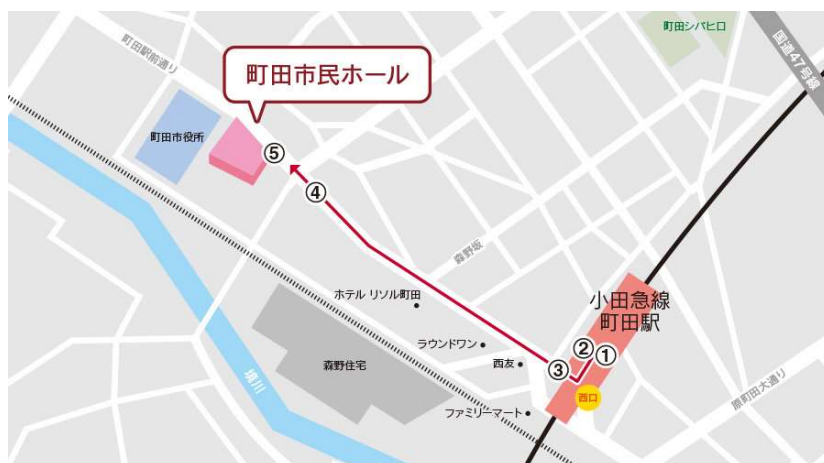 町田シバヒロ
国道47号線
町田駅前通り
町田市民ホール
町田市役所
⑤
④
森野坂
小田急線
町田駅
ホテル リソル町田
ラウンドワン
②
①
③
西友
森野住宅
西口
原町田大通り
境川
ファミリーマート